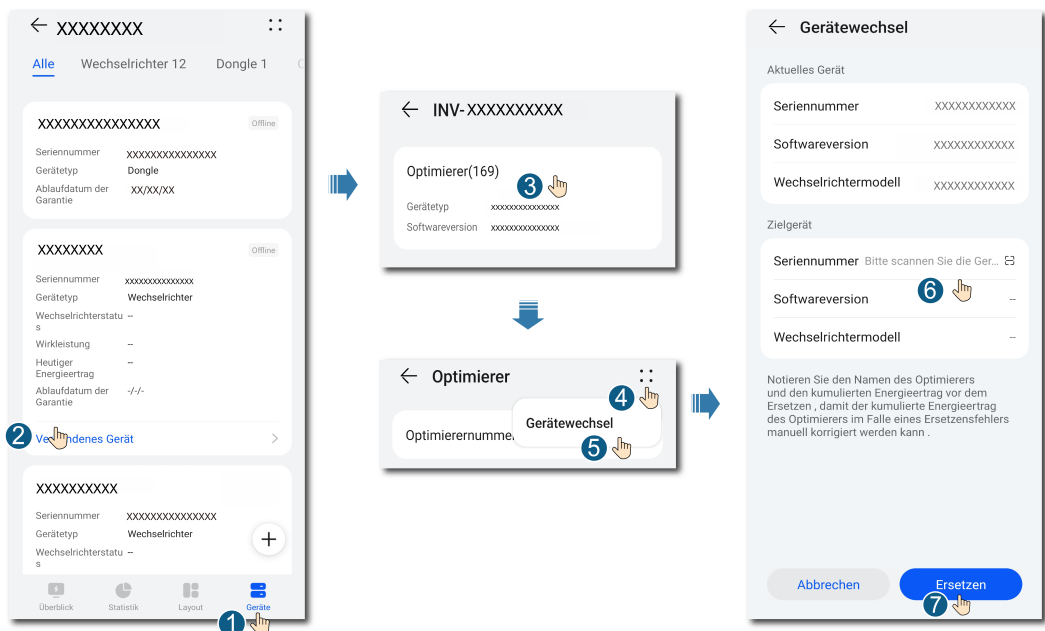 XXXXXXXX
Alle Wechselrichter 12 Dongle 1
XXXXXXXXXXXXXXX Offline
Seriennummer XXXXXXXXXXXXXXX
Gerätetyp Dongle
Ablaufdatum der XX/XX/XX
Garantie
XXXXXXXX Offline
Seriennummer xxxxxxxxxxxxxxx
Gerätetyp Wechselrichter
Wechselrichterstatu --
s
Wirkleistung --
Heutiger --
Energieertrag
Ablaufdatum der -/-/-
Garantie
2
Gerät
XXXXXXXXXX
Seriennummer XXXXXXXXXXXXXXX
Gerätetyp Wechselrichter
Wechselrichterstatu --
s
+
Überblick Statistik Layout Geräte
1
INV-XXXXXXXXXX
Optimierer(169)
3
Gerätetyp xxxxxxxxxxxxxxx
Softwareversion xxxxxxxxxxxxxxx
Optimierer
4
Gerätewechsel
Optimierernumme
5
Gerätewechsel
Aktuelles Gerät
Seriennummer XXXXXXXXXXXX
Softwareversion XXXXXXXXXXXX
Wechselrichtermodell XXXXXXXXXXXX
Zielgerät
Seriennummer Bitte scannen Sie die Ger...
6
Softwareversion –
Wechselrichtermodell –
Notieren Sie den Namen des Optimierers
und den kumulierten Energieertrag vor dem
Ersetzen , damit der kumulierte Energieertrag
des Optimierers im Falle eines Ersetzensfehlers
manuell korrigiert werden kann .
Abbrechen Ersetzen
7